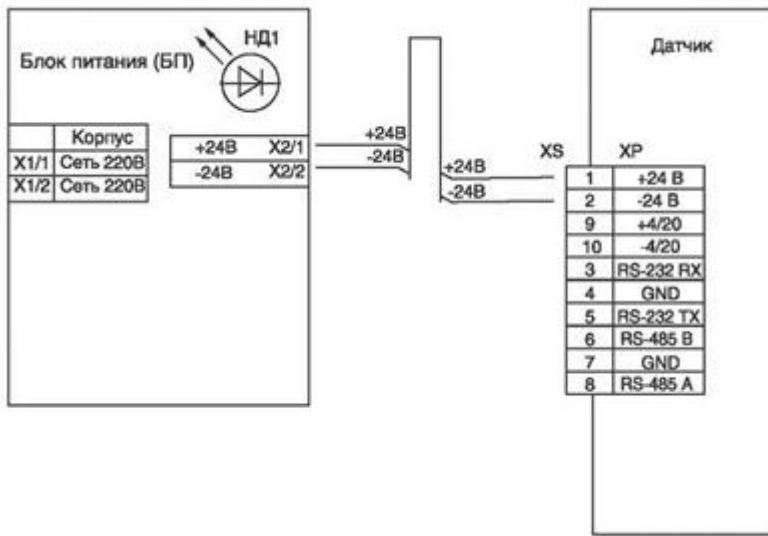 НД1
Блок питания (БП)
Корпус
X1/1 Сеть 220В
X1/2 Сеть 220В
+24В X2/1
-24В X2/2
+24В
-24В
+24В
-24В
Датчик
XS XP
1 +24 В
2 -24 В
9 +4/20
10 -4/20
3 RS-232 RX
4 GND
5 RS-232 TX
6 RS-485 B
7 GND
8 RS-485 A